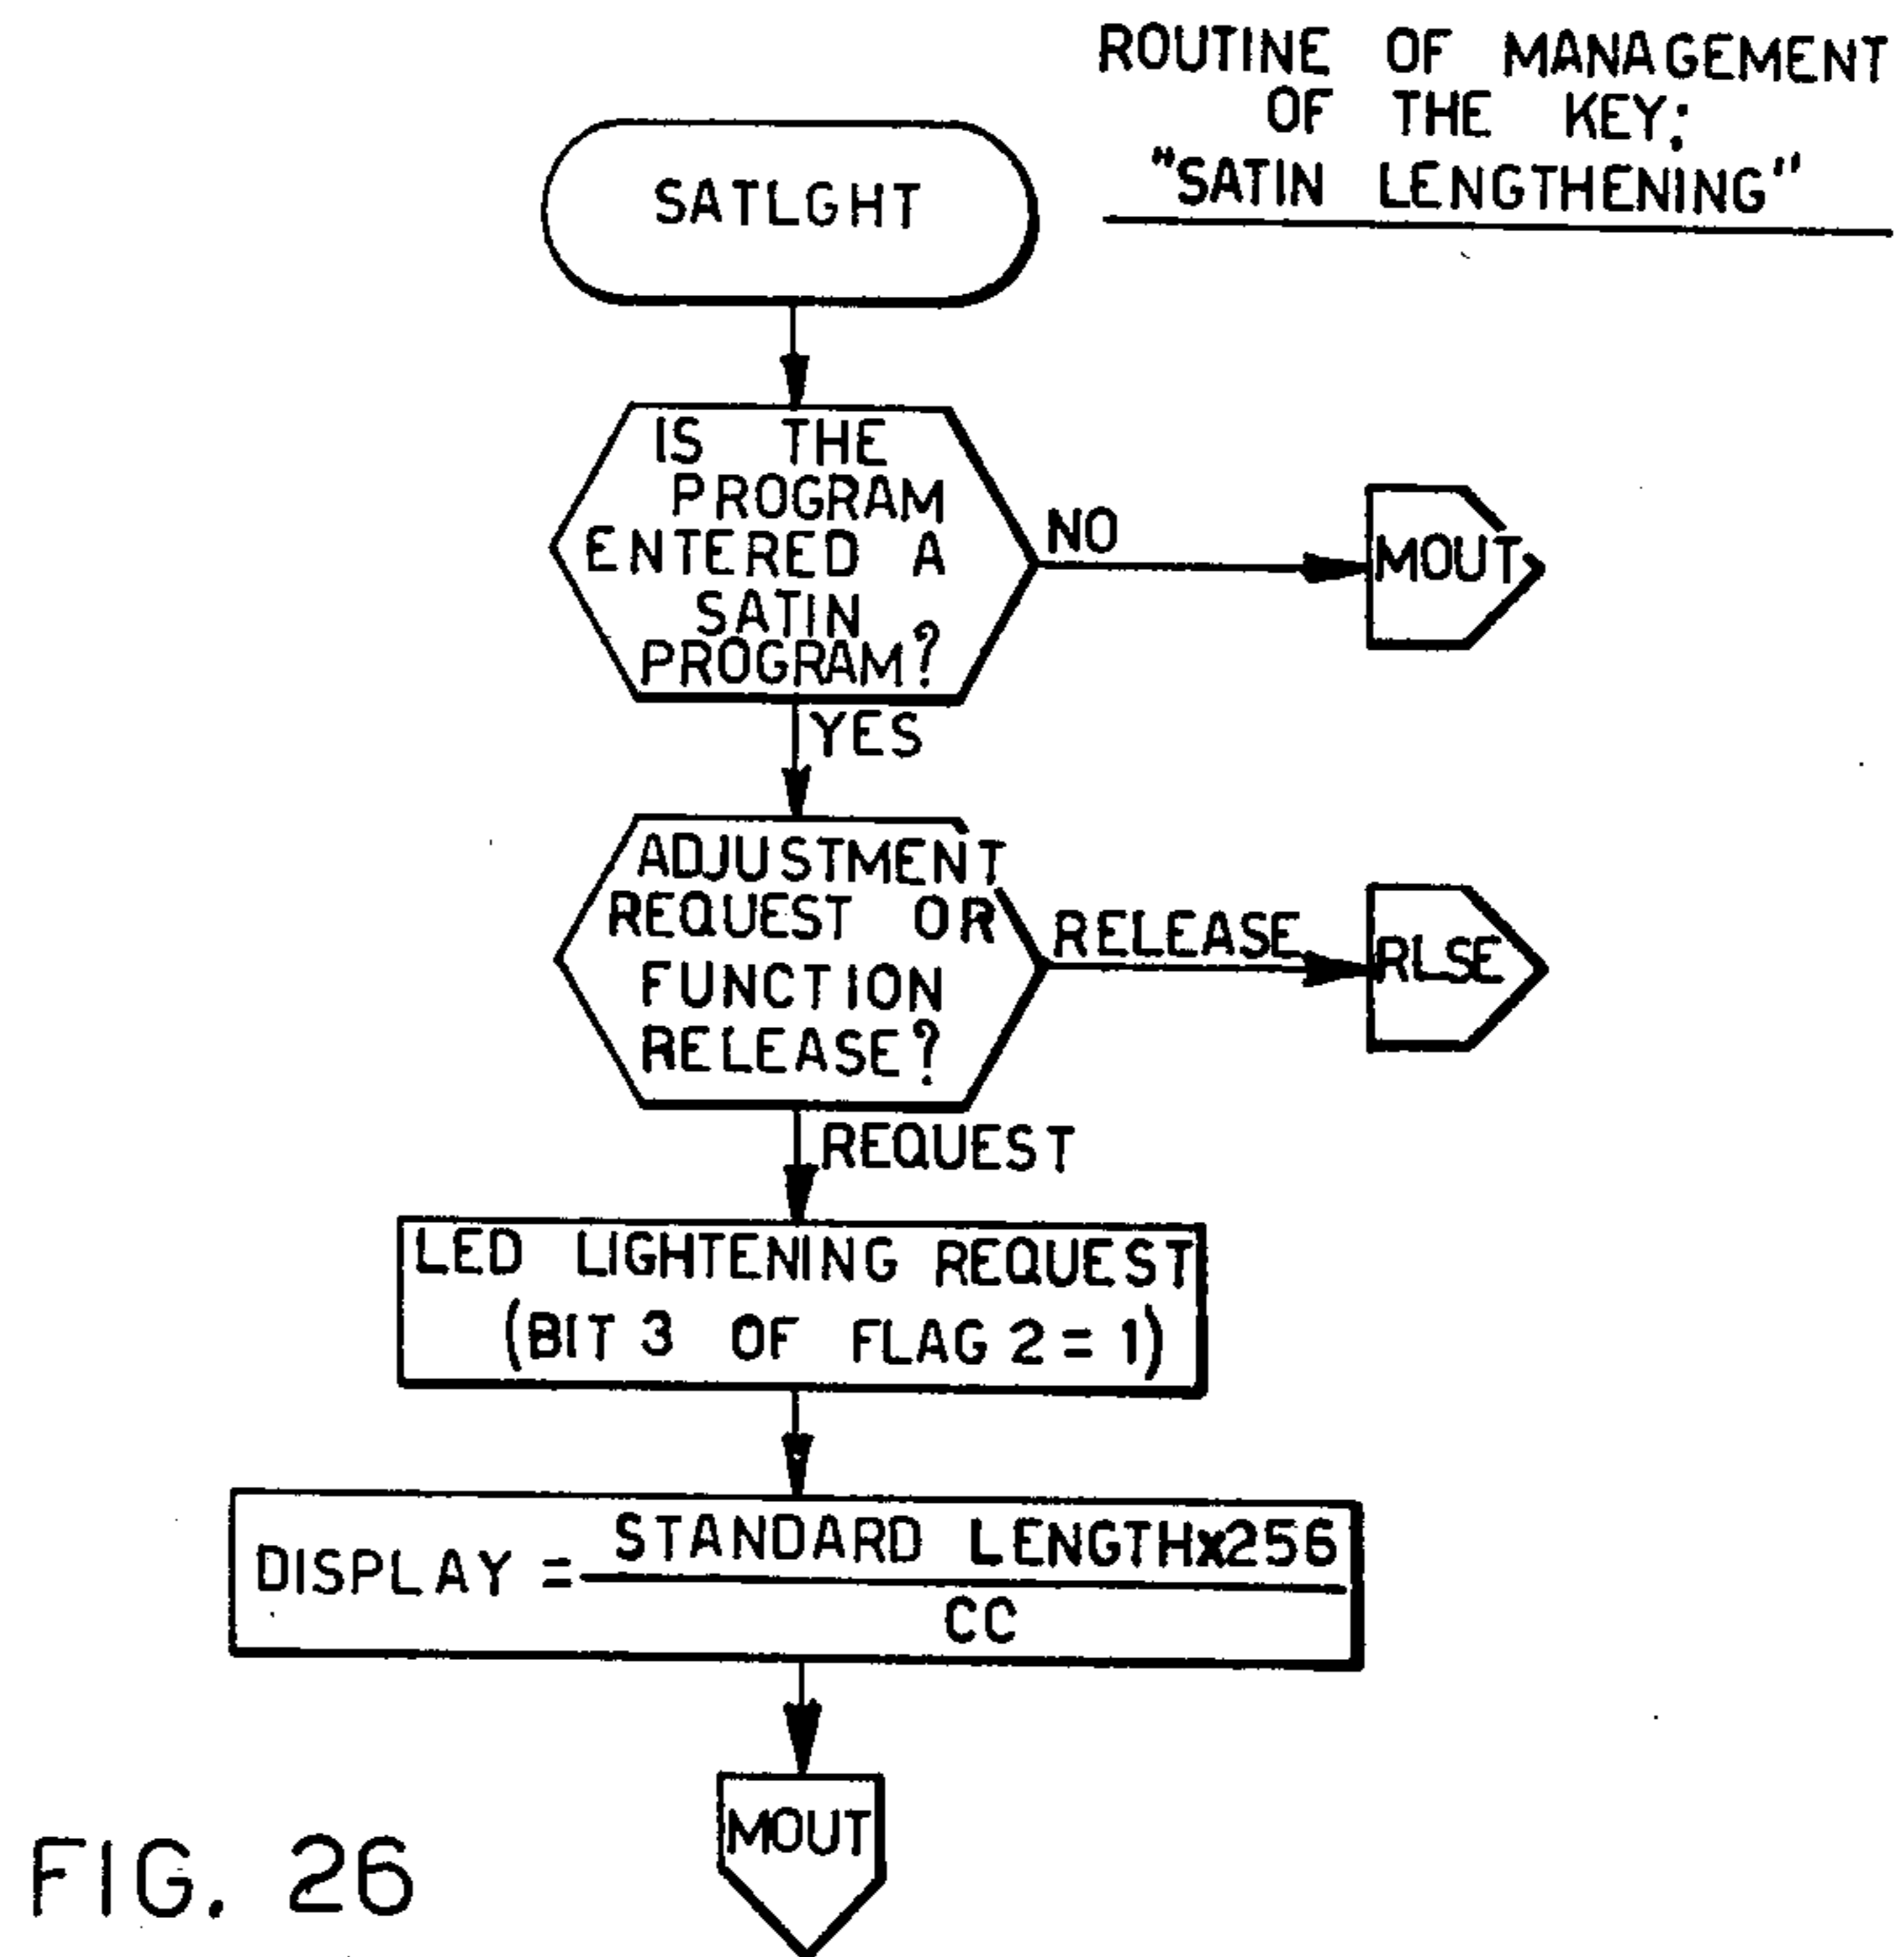 ROUTINE OF MANAGEMENT
OF THE KEY:
"SATIN LENGTHENING"
SATLGHT
IS THE
PROGRAM
ENTERED A
SATIN
PROGRAM?
NO
MOUT
YES
ADJUSTMENT
REQUEST OR
FUNCTION
RELEASE?
RELEASE
RLSE
REQUEST
LED LIGHTENING REQUEST
(BIT 3 OF FLAG 2 = 1)
STANDARD LENGTHx256
DISPLAY =
CC
MOUT
FIG. 26